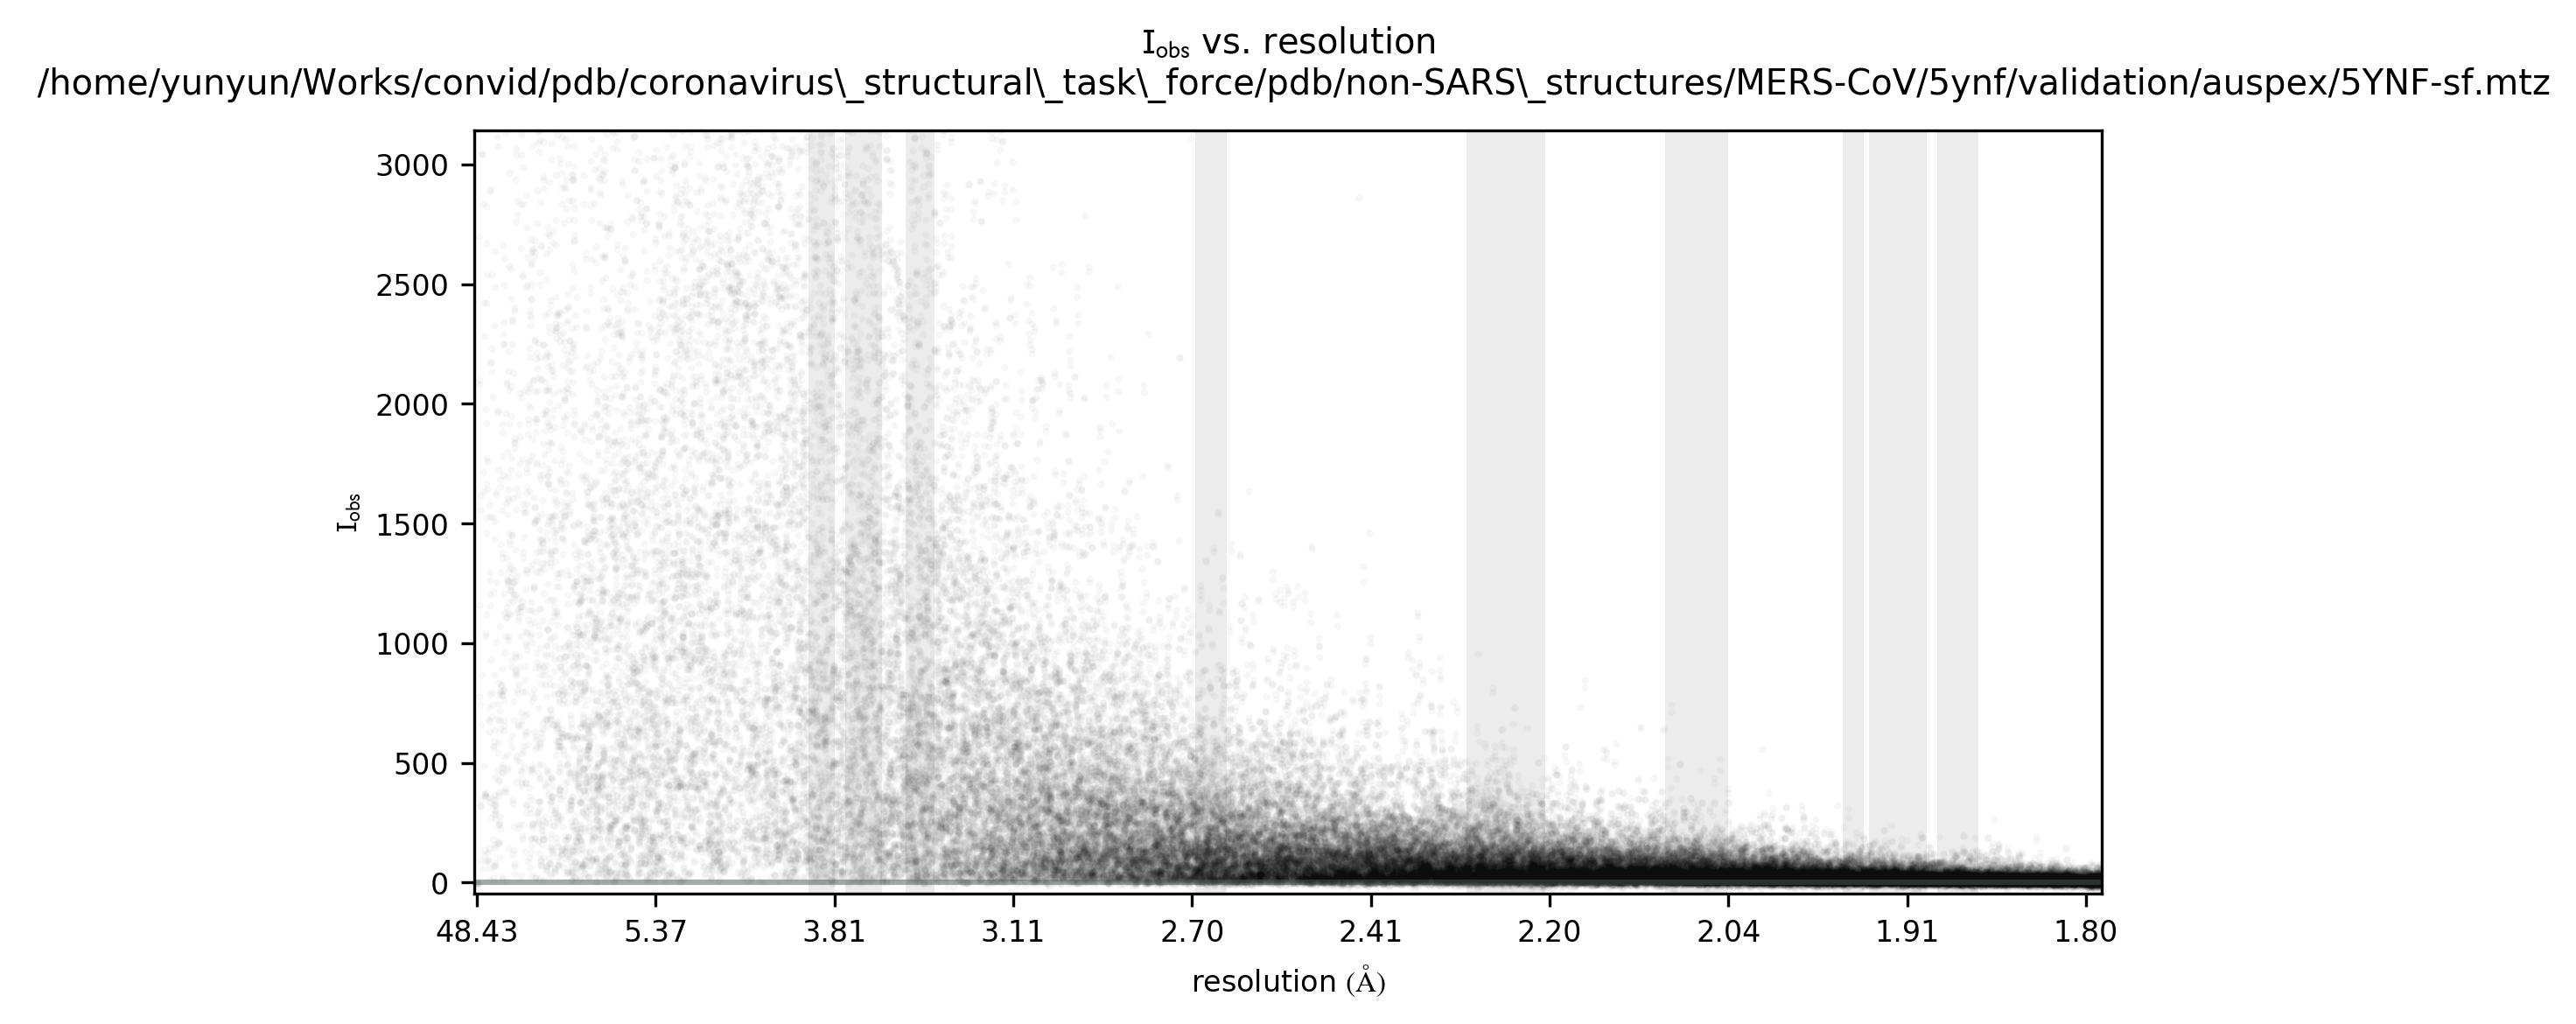 Iobs vs. resolution
/home/yunyun/Works/convid/pdb/coronavirus\_structural\_task\_force/pdb/non-SARS\_structures/MERS-CoV/5ynf/validation/auspex/5YNF-sf.mtz
3000
2500
2000
Iobs
1500
1000
500
0
48.43 5.37 3.81 3.11 2.70 2.41 2.20 2.04 1.91 1.80
resolution (Å)